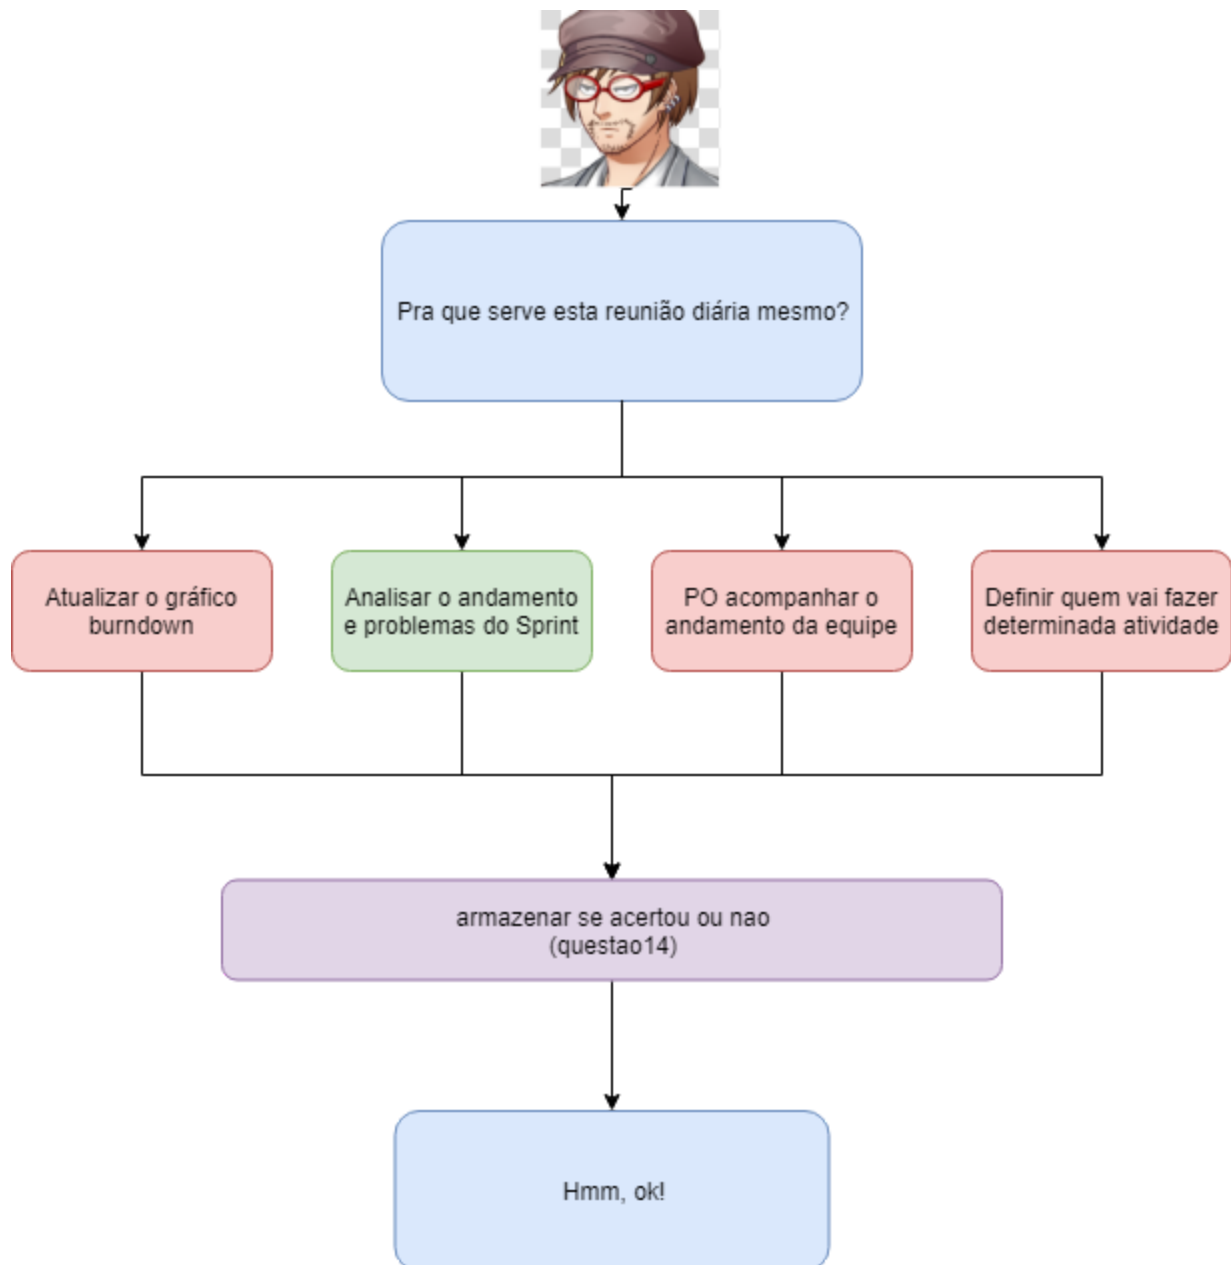 Pra que serve esta reunião diária mesmo?
Atualizar o gráfico
burndown
Analisar o andamento
e problemas do Sprint
PO acompanhar o
andamento da equipe
Definir quem vai fazer
determinada atividade
armazenar se acertou ou nao
(questao14)
Hmm, ok!